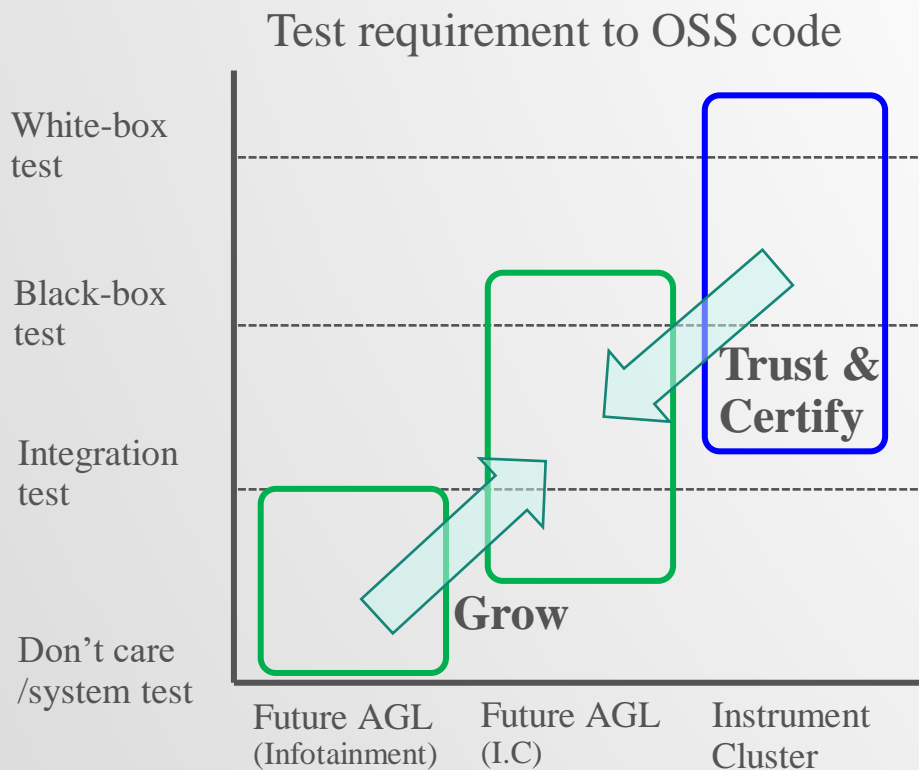 Test requirement to OSS code
White-box
test
Black-box
test
Trust &
Certify
Integration
test
Grow
Don’t care
/system test
Future AGL
(Infotainment)
Future AGL
(I.C)
Instrument
Cluster